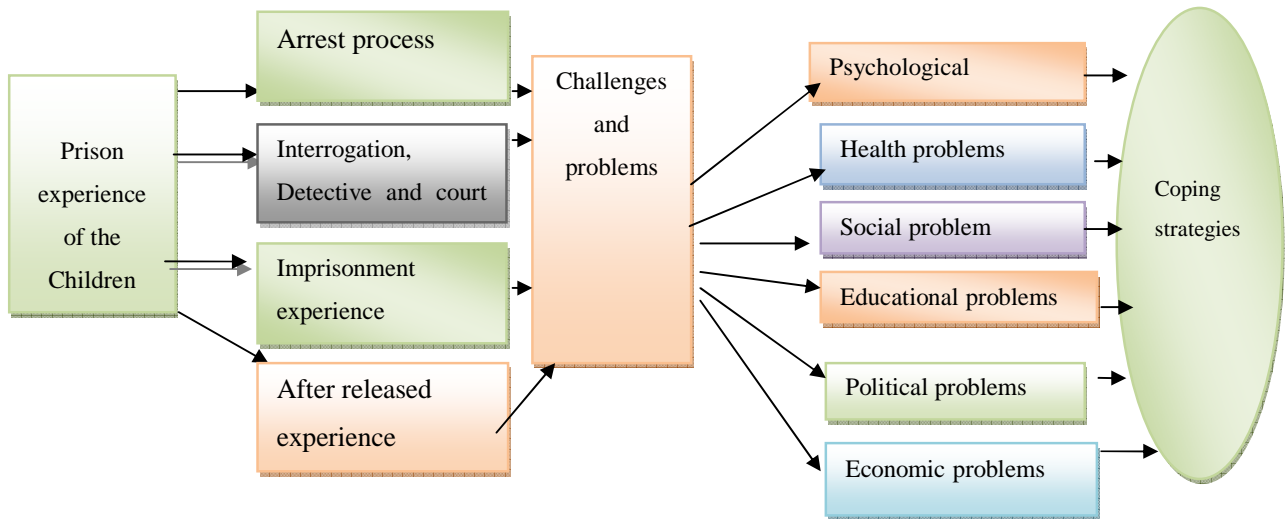 Prison
experience
of the
Children
Arrest process
Interrogation,
Detective and court
Imprisonment
experience
After released
experience
Challenges
and
problems
Psychological
Health problems
Social problem
Educational problems
Political problems
Economic problems
Coping
strategies